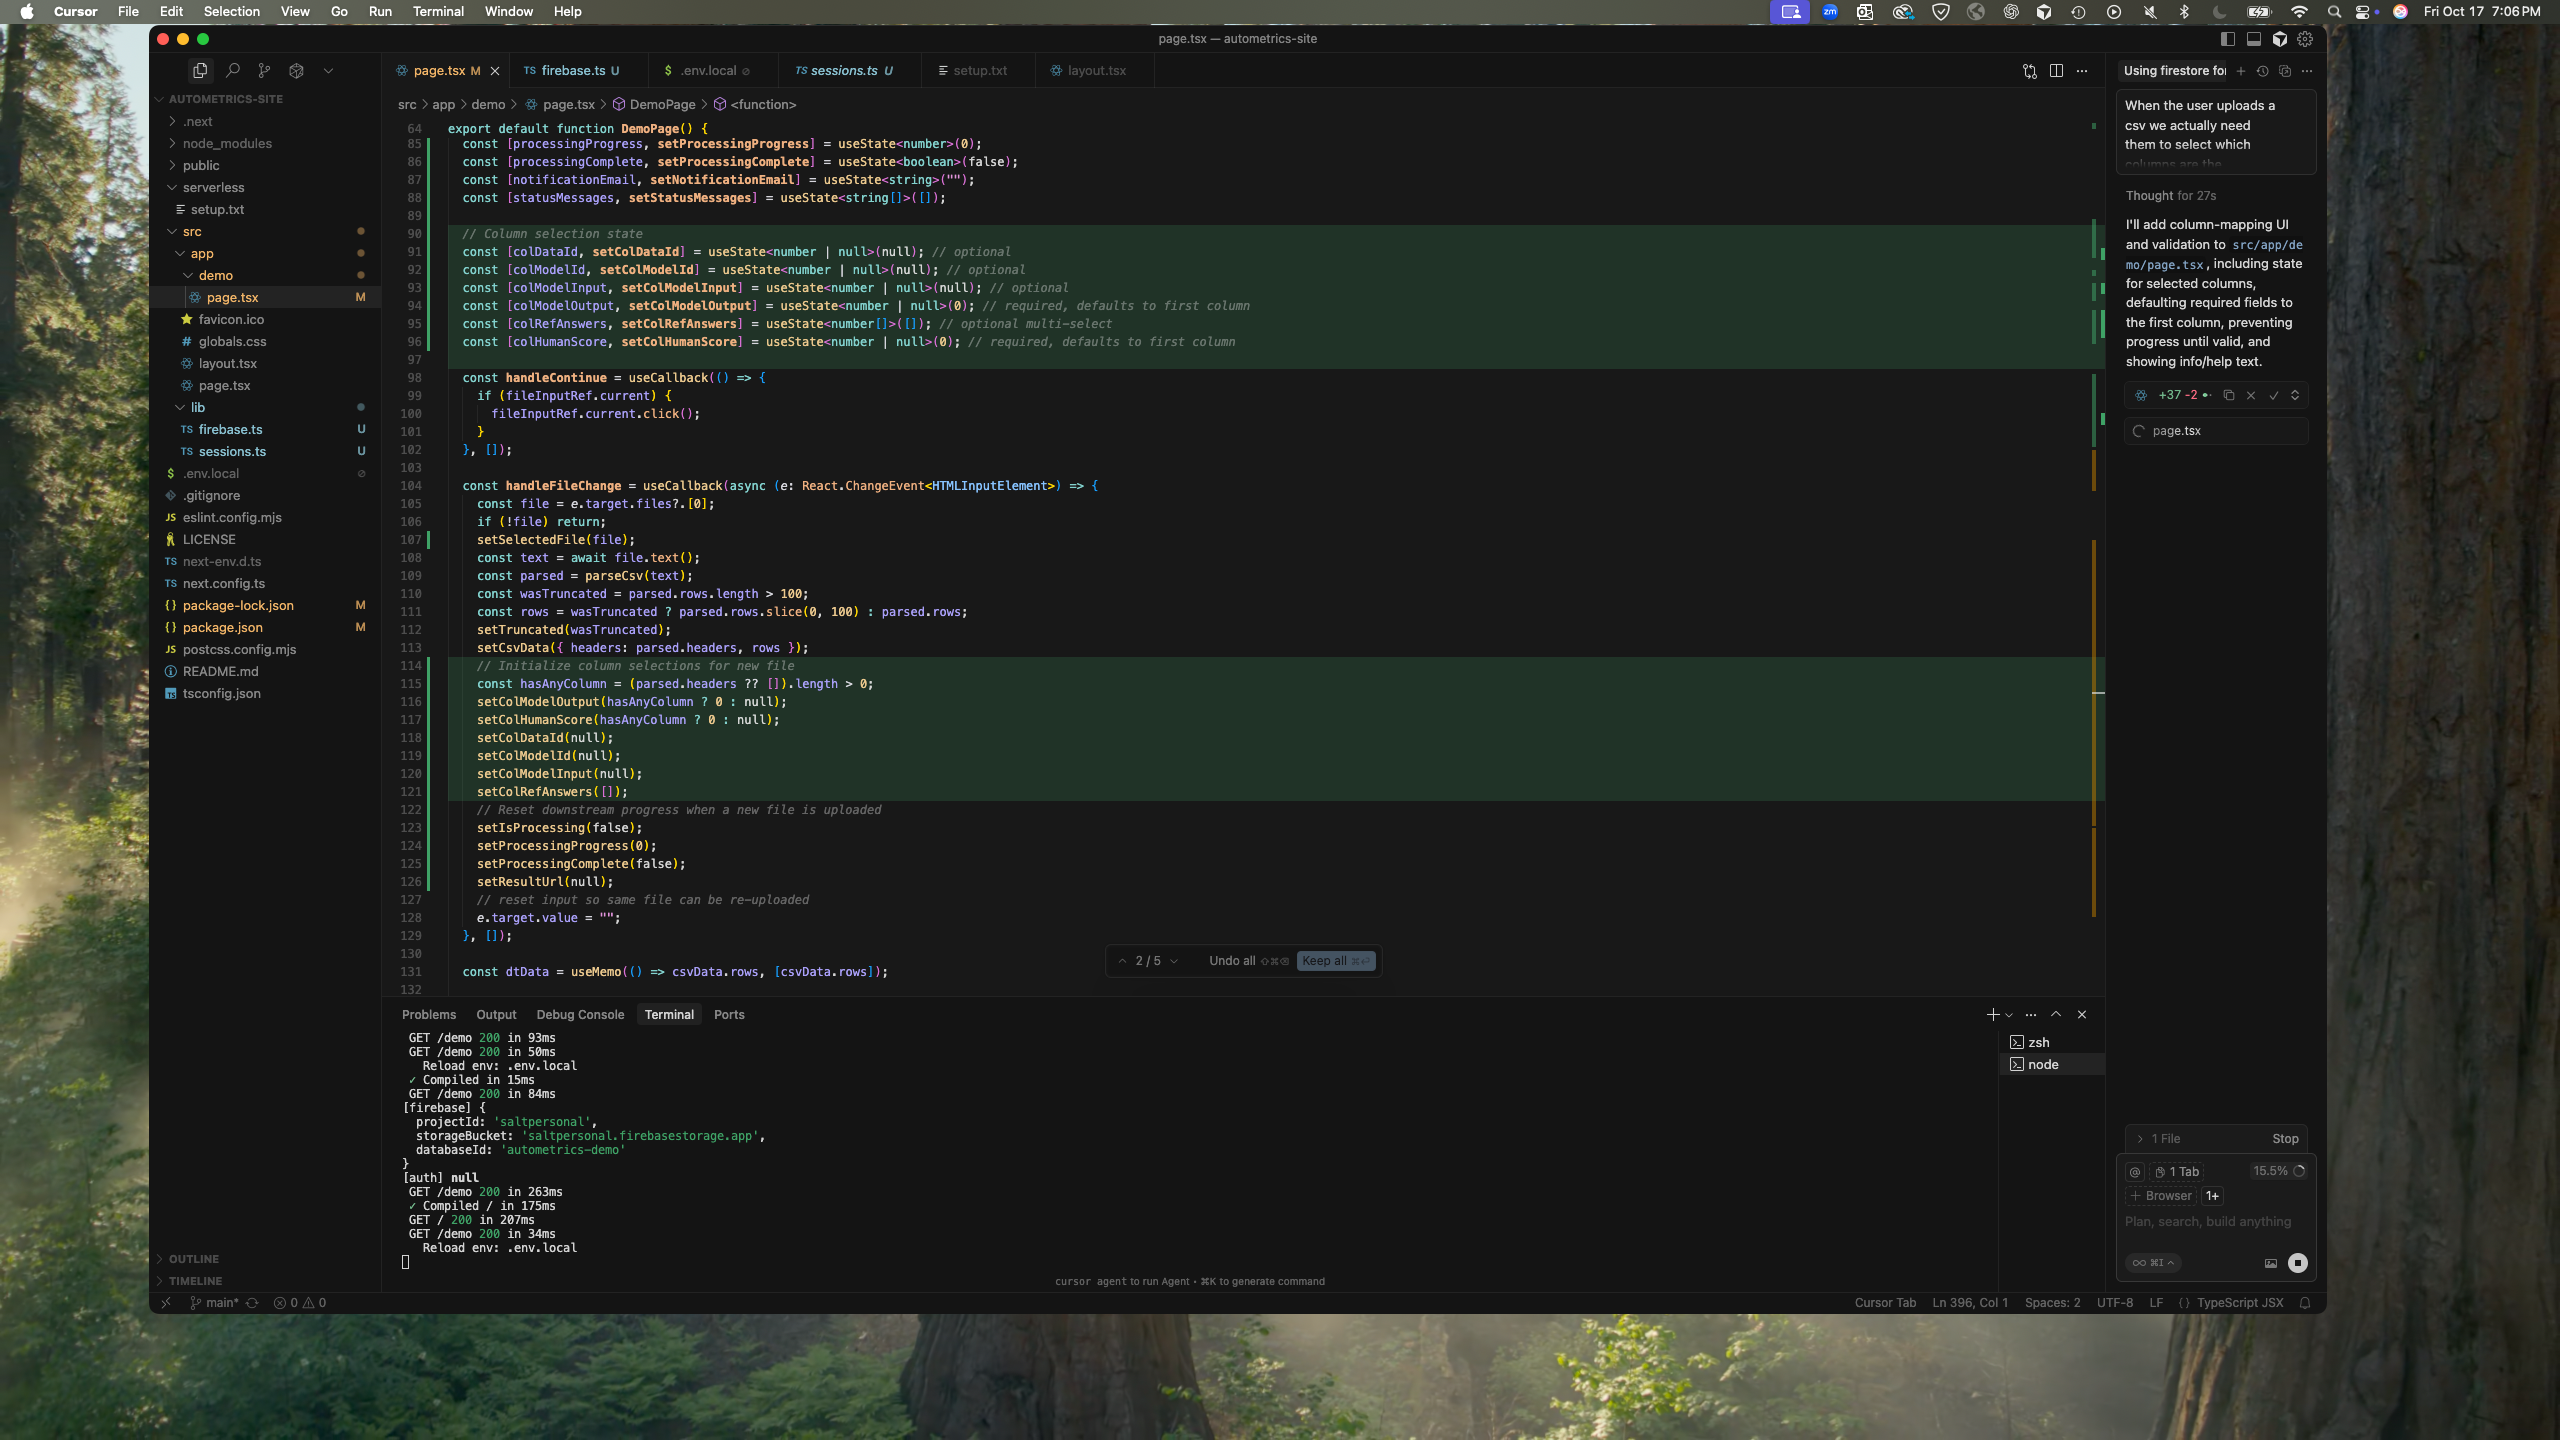 Cursor File Edit Selection View Go Run Terminal Window Help
zm
Fri Oct 17 7:06 PM
page.tsx — autometrics-site
page.tsx M
TS firebase.ts U
$ .env.local
TS sessions.ts U
setup.txt
layout.tsx
AUTOMETRICS-SITE
.next
node_modules
public
serverless
setup.txt
src
app
demo
page.tsx M
favicon.ico
# globals.css
layout.tsx
page.tsx
lib
TS firebase.ts U
TS sessions.ts U
$ .env.local
.gitignore
JS eslint.config.mjs
LICENSE
TS next-env.d.ts
TS next.config.ts
{} package-lock.json M
{} package.json M
JS postcss.config.mjs
README.md
tsconfig.json
OUTLINE
TIMELINE
src > app > demo > page.tsx > DemoPage > <function>
64 export default function DemoPage() {
85 const [processingProgress, setProcessingProgress] = useState<number>(0);
86 const [processingComplete, setProcessingComplete] = useState<boolean>(false);
87 const [notificationEmail, setNotificationEmail] = useState<string>("");
88 const [statusMessages, setStatusMessages] = useState<string[]>([]);
89
90 // Column selection state
91 const [colDataId, setColDataId] = useState<number | null>(null); // optional
92 const [colModelId, setColModelId] = useState<number | null>(null); // optional
93 const [colModelInput, setColModelInput] = useState<number | null>(null); // optional
94 const [colModelOutput, setColModelOutput] = useState<number | null>(0); // required, defaults to first column
95 const [colRefAnswers, setColRefAnswers] = useState<number[]>([]); // optional multi-select
96 const [colHumanScore, setColHumanScore] = useState<number | null>(0); // required, defaults to first column
97
98 const handleContinue = useCallback(() => {
99 if (fileInputRef.current) {
100 fileInputRef.current.click();
101 }
102 }, []);
103
104 const handleFileChange = useCallback(async (e: React.ChangeEvent<HTMLInputElement>) => {
105 const file = e.target.files?.[0];
106 if (!file) return;
107 setSelectedFile(file);
108 const text = await file.text();
109 const parsed = parseCsv(text);
110 const wasTruncated = parsed.rows.length > 100;
111 const rows = wasTruncated ? parsed.rows.slice(0, 100) : parsed.rows;
112 setTruncated(wasTruncated);
113 setCsvData({ headers: parsed.headers, rows });
114 // Initialize column selections for new file
115 const hasAnyColumn = (parsed.headers ?? []).length > 0;
116 setColModelOutput(hasAnyColumn ? 0 : null);
117 setColHumanScore(hasAnyColumn ? 0 : null);
118 setColDataId(null);
119 setColModelId(null);
120 setColModelInput(null);
121 setColRefAnswers([]);
122 // Reset downstream progress when a new file is uploaded
123 setIsProcessing(false);
124 setProcessingProgress(0);
125 setProcessingComplete(false);
126 setResultUrl(null);
127 // reset input so same file can be re-uploaded
128 e.target.value = "";
129 }, []);
130
131 const dtData = useMemo(() => csvData.rows, [csvData.rows]);
132
2 / 5 Undo all ⇧⌘⌫ Keep all ⌘⏎
Problems Output Debug Console Terminal Ports
GET /demo 200 in 93ms
GET /demo 200 in 50ms
Reload env: .env.local
✓ Compiled in 15ms
GET /demo 200 in 84ms
[firebase] {
projectId: 'saltpersonal',
storageBucket: 'saltpersonal.firebasestorage.app',
databaseId: 'autometrics-demo'
}
[auth] null
GET /demo 200 in 263ms
✓ Compiled / in 175ms
GET / 200 in 207ms
GET /demo 200 in 34ms
Reload env: .env.local
zsh
node
cursor agent to run Agent • ⌘K to generate command
Using firestore for
When the user uploads a
csv we actually need
them to select which
columns are the
Thought for 27s
I'll add column-mapping UI
and validation to src/app/de
mo/page.tsx, including state
for selected columns,
defaulting required fields to
the first column, preventing
progress until valid, and
showing info/help text.
+37 -2
page.tsx
1 File Stop
@ 1 Tab 15.5%
+ Browser 1+
Plan, search, build anything
∞ ⌘I
main* 0 0
Cursor Tab Ln 396, Col 1 Spaces: 2 UTF-8 LF {} TypeScript JSX